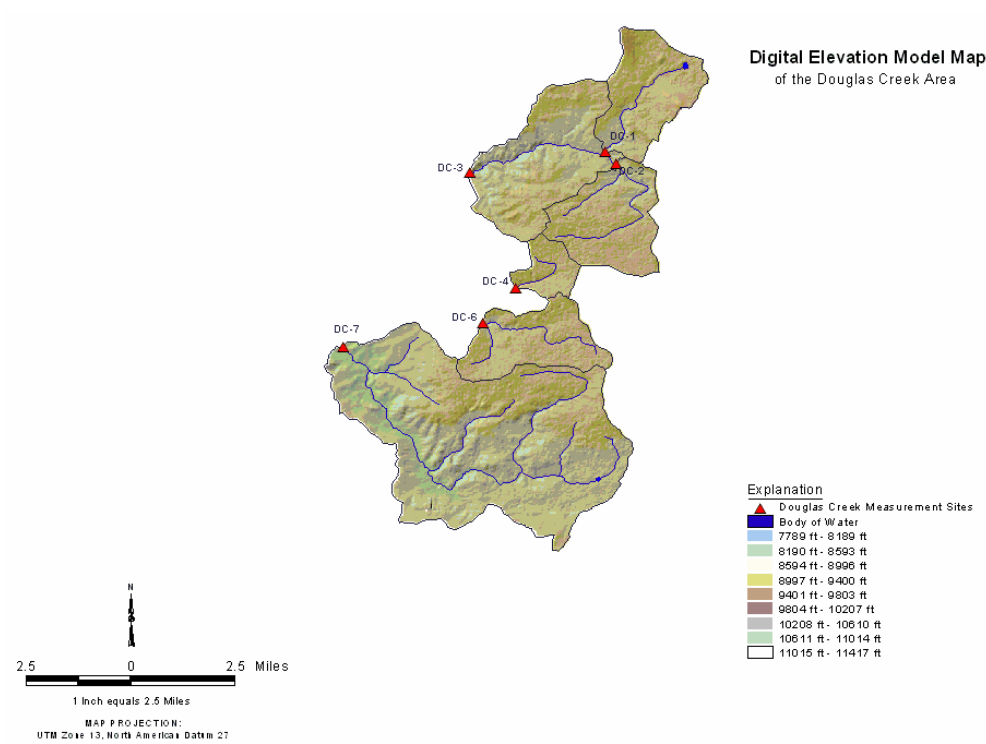 Digital Elevation Model Map
of the Douglas Creek Area
DC-1
DC-2
DC-3
DC-4
DC-6
DC-7
Explanation
Douglas Creek Measurement Sites
Body of Water
7789 ft - 8189 ft
8190 ft - 8593 ft
8594 ft - 8996 ft
8997 ft - 9400 ft
9401 ft - 9803 ft
9804 ft - 10207 ft
10208 ft - 10610 ft
10611 ft - 11014 ft
11015 ft - 11417 ft
N
2.5 0 2.5 Miles
1 Inch equals 2.5 Miles
MAP PROJECTION:
UTM Zone 13, North American Datum 27